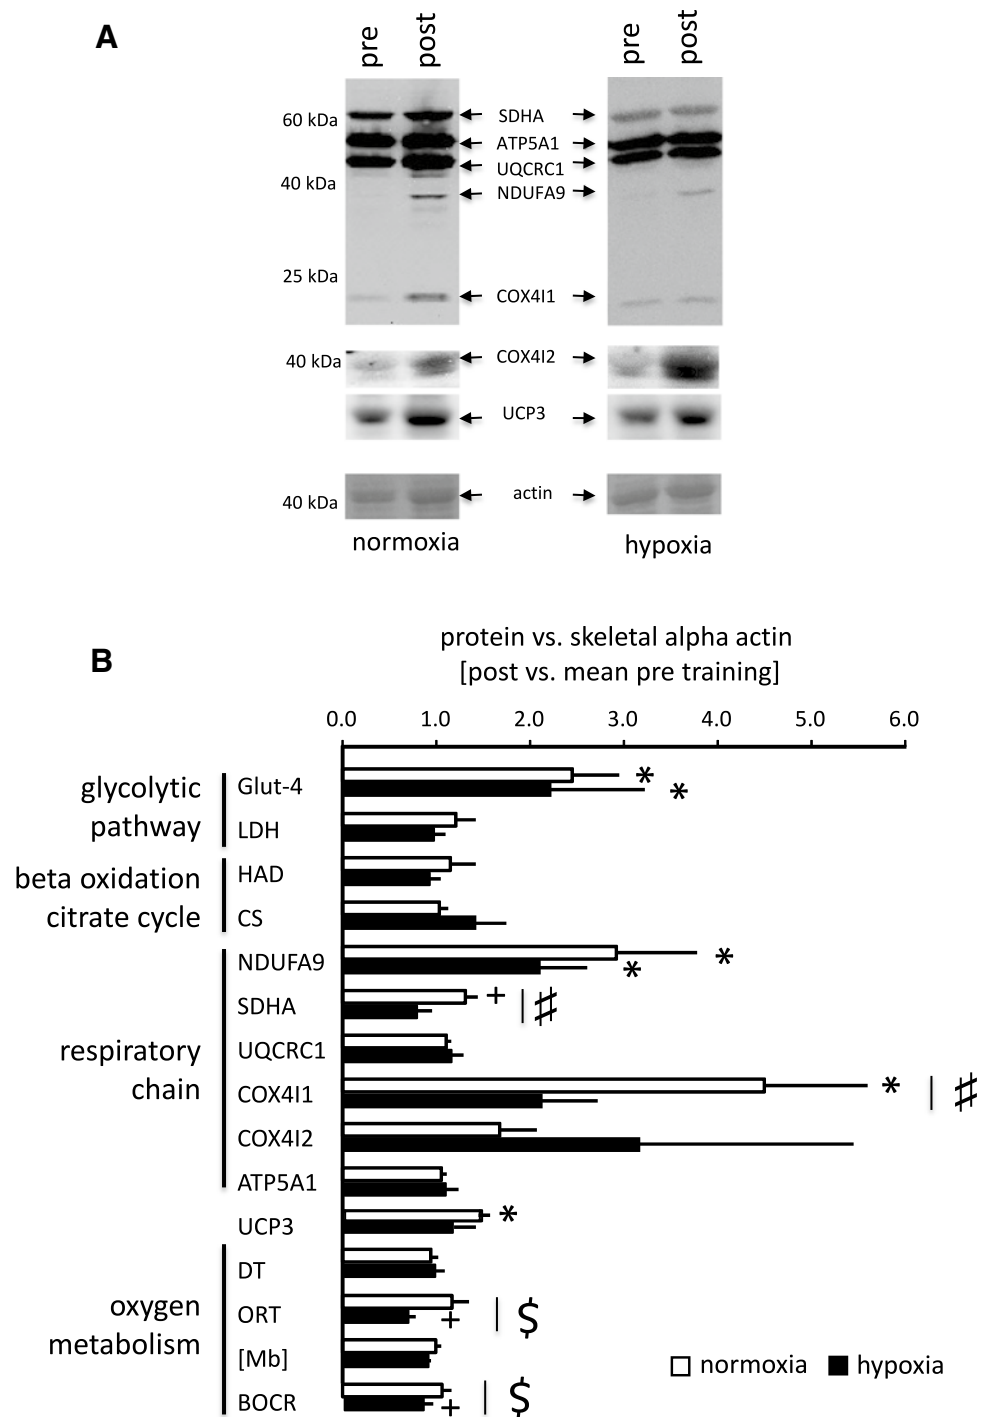 A
pre post pre post
60 kDa SDHA
ATP5A1
UQCRC1
40 kDa NDUFA9
25 kDa COX4I1
40 kDa COX4I2
UCP3
40 kDa actin
normoxia hypoxia
B
protein vs. skeletal alpha actin
[post vs. mean pre training]
0.0 1.0 2.0 3.0 4.0 5.0 6.0
glycolytic
pathway
Glut-4 * *
LDH
beta oxidation
citrate cycle
HAD
CS
respiratory
chain
NDUFA9 * *
SDHA + | #
UQCRC1
COX4I1 * | #
COX4I2
ATP5A1
UCP3 *
oxygen
metabolism
DT
ORT + | $
[Mb]
BOCR + | $
normoxia hypoxia